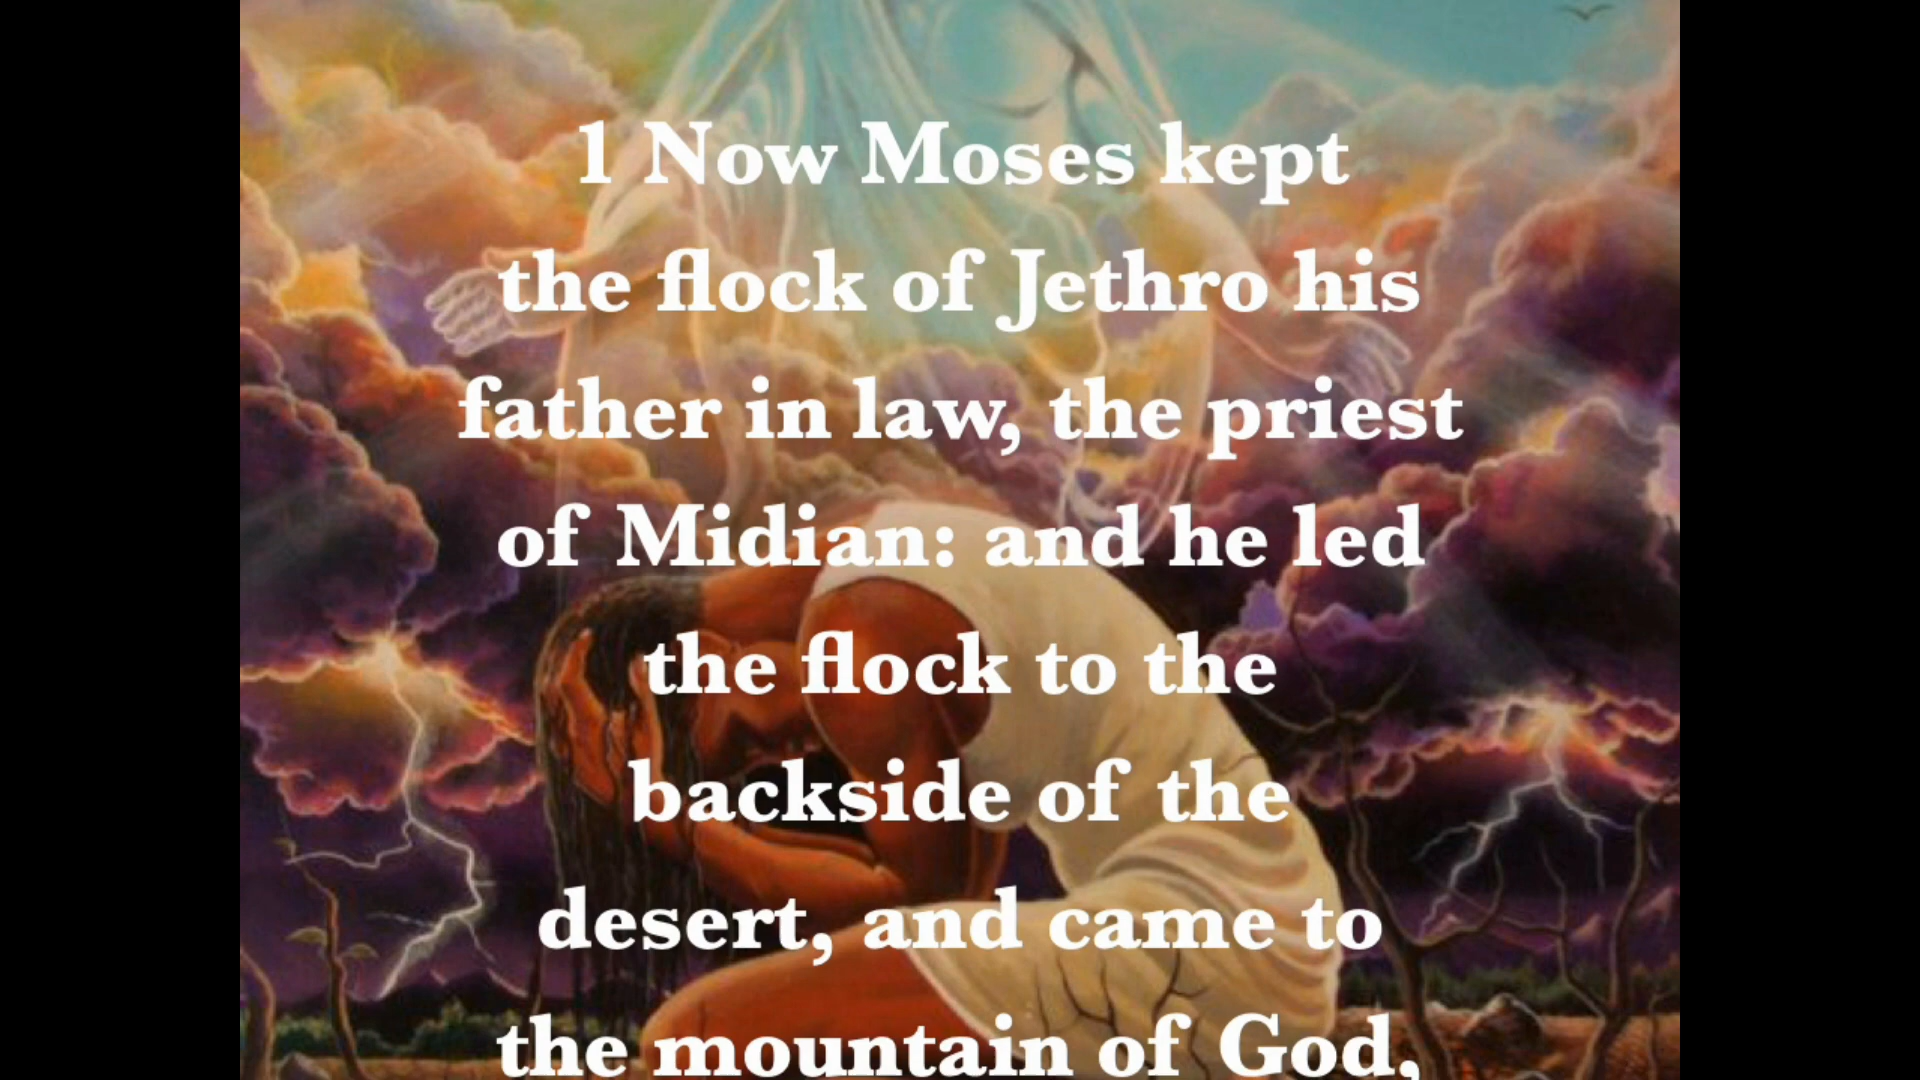 1 Now Moses kept
the flock of Jethro his
father in law, the priest
of Midian: and he led
the flock to the
backside of the
desert, and came to
the mountain of God,